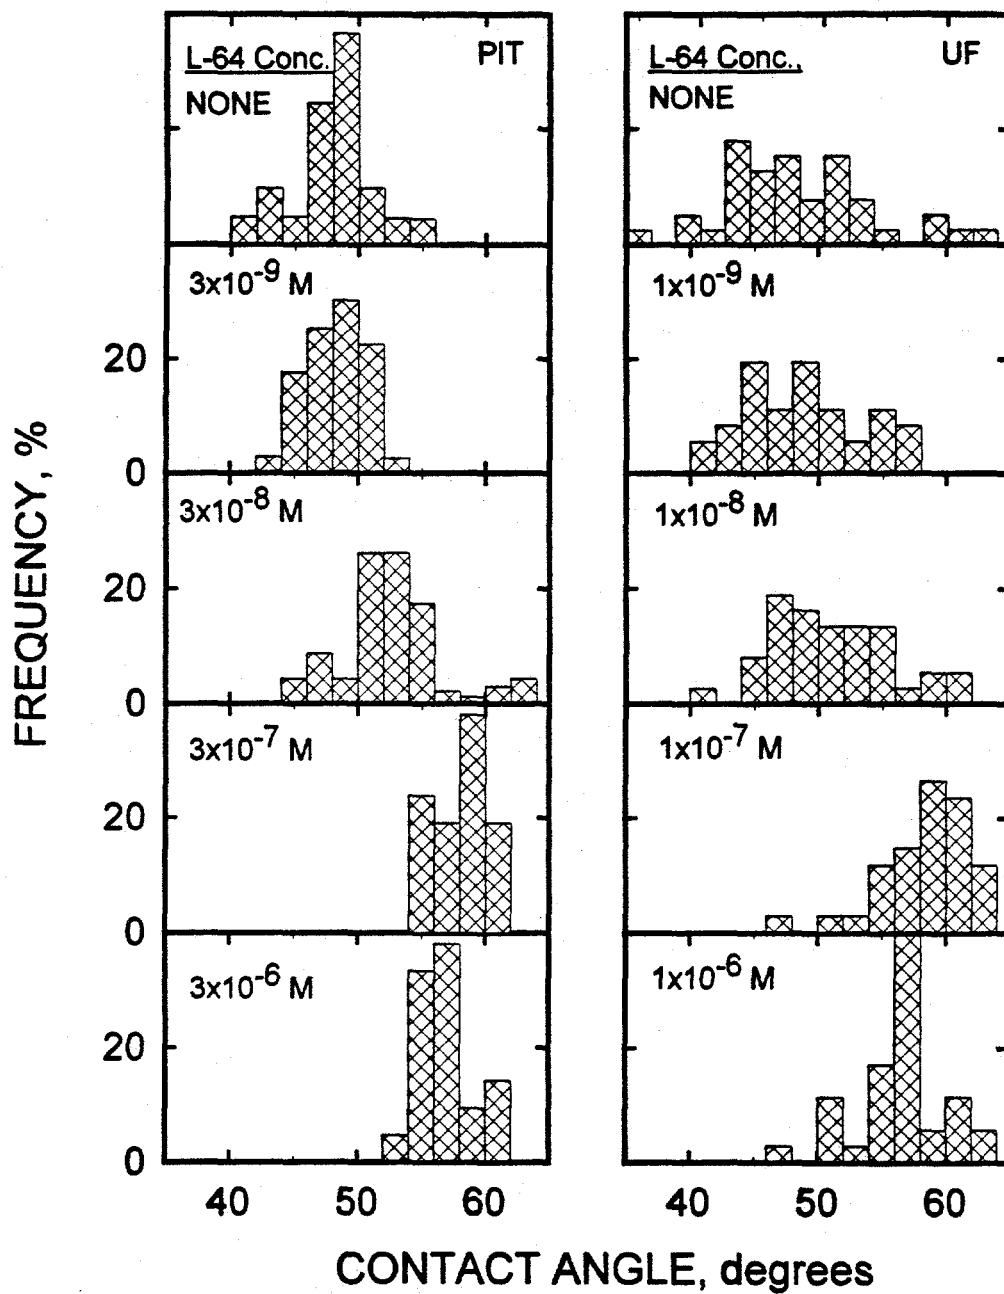 L-64 Conc. PIT
NONE
L-64 Conc., UF
NONE
3x10⁻⁹ M
1x10⁻⁹ M
20
0
3x10⁻⁸ M
1x10⁻⁸ M
20
0
3x10⁻⁷ M
1x10⁻⁷ M
20
0
3x10⁻⁶ M
1x10⁻⁶ M
20
0
FREQUENCY, %
40 50 60 40 50 60
CONTACT ANGLE, degrees